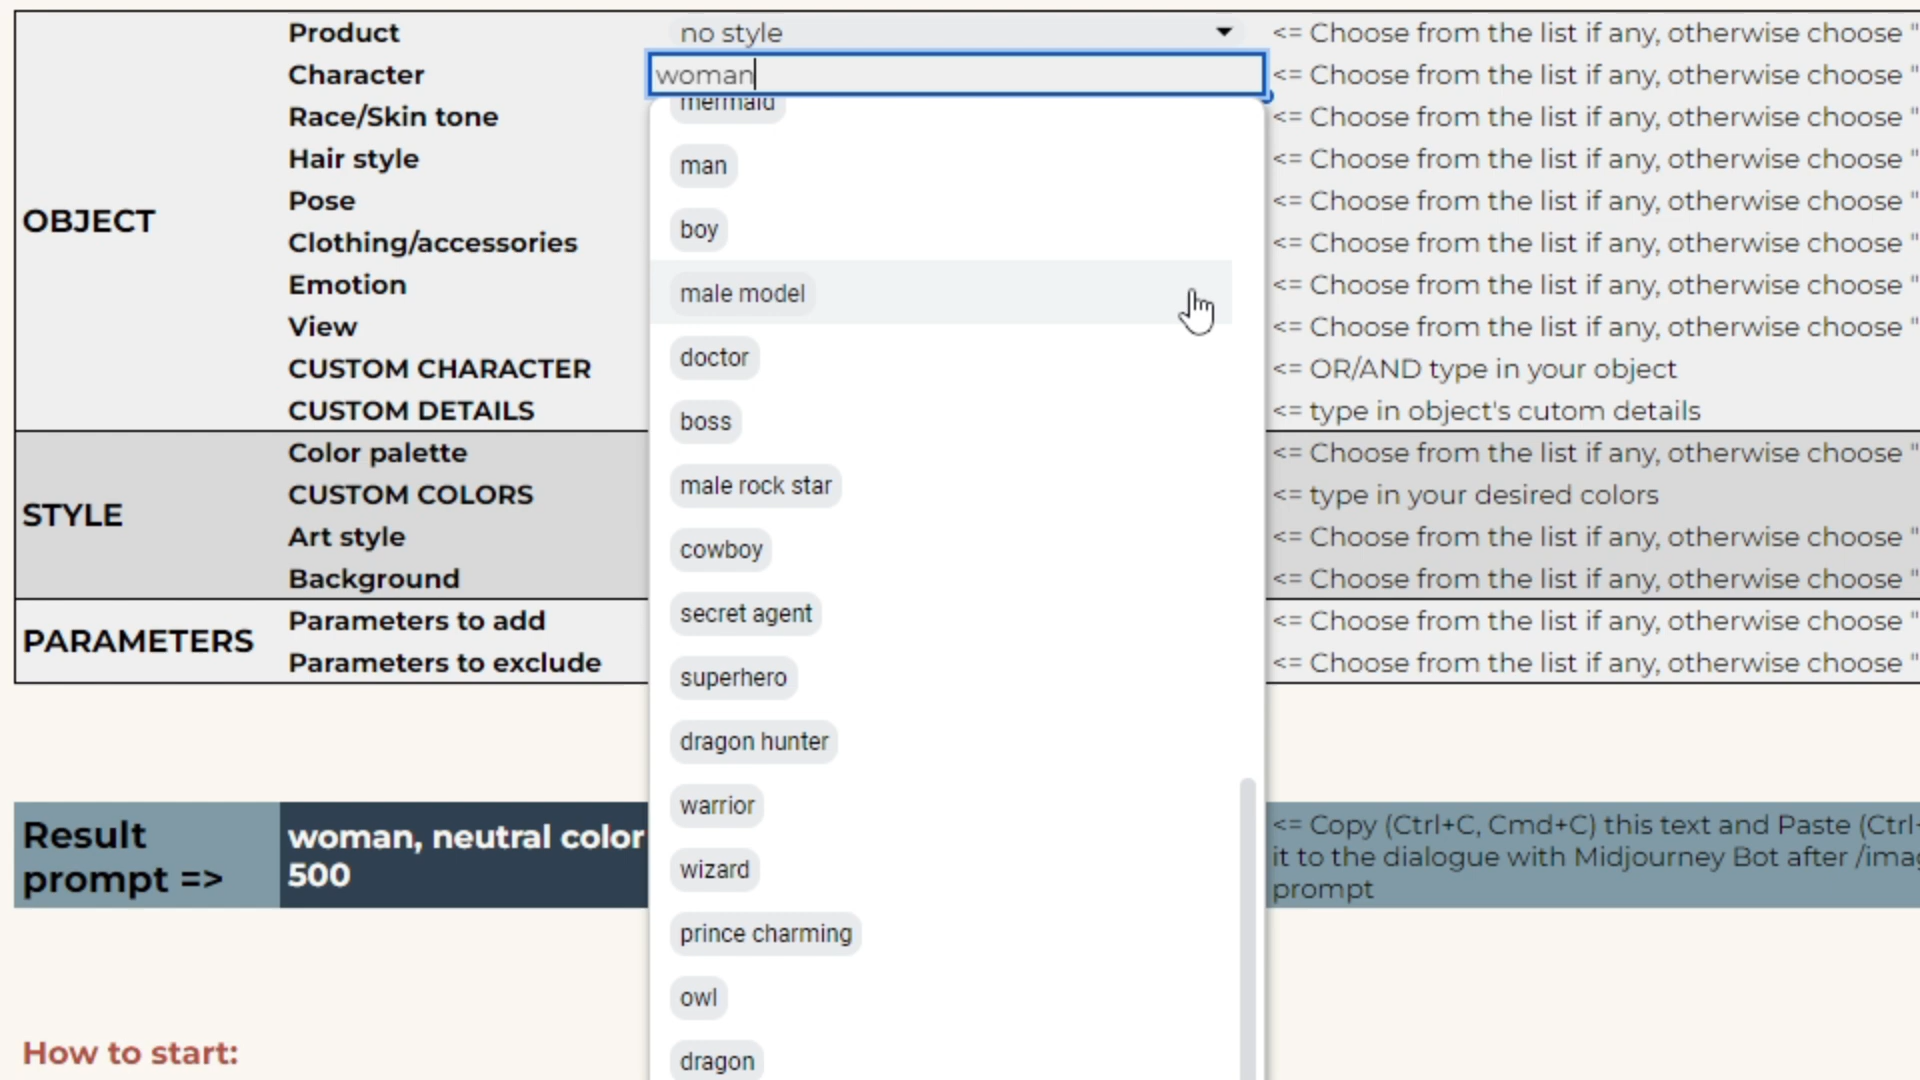 Product no style <= Choose from the list if any, otherwise choose "
Character woman <= Choose from the list if any, otherwise choose "
mermaid
Race/Skin tone <= Choose from the list if any, otherwise choose "
Hair style man <= Choose from the list if any, otherwise choose "
Pose <= Choose from the list if any, otherwise choose "
OBJECT
Clothing/accessories boy <= Choose from the list if any, otherwise choose "
Emotion male model <= Choose from the list if any, otherwise choose "
View <= Choose from the list if any, otherwise choose "
CUSTOM CHARACTER doctor <= OR/AND type in your object
CUSTOM DETAILS boss <= type in object's cutom details
Color palette <= Choose from the list if any, otherwise choose "
CUSTOM COLORS male rock star <= type in your desired colors
STYLE
Art style cowboy <= Choose from the list if any, otherwise choose "
Background <= Choose from the list if any, otherwise choose "
Parameters to add secret agent <= Choose from the list if any, otherwise choose "
PARAMETERS
Parameters to exclude superhero <= Choose from the list if any, otherwise choose "
dragon hunter
warrior
wizard
prince charming
owl
dragon
Result
prompt =>
woman, neutral color
500
<= Copy (Ctrl+C, Cmd+C) this text and Paste (Ctrl+
it to the dialogue with Midjourney Bot after /imag
prompt
How to start: